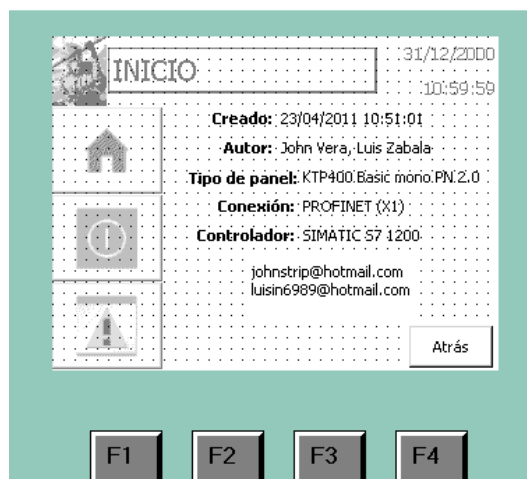 INICIO
31/12/2000
10:59:59
Creado: 23/04/2011 10:51:01
Autor: John Vera, Luis Zabala
Tipo de panel: KTP400 Basic mono PN 2.0
Conexión: PROFINET (X1)
Controlador: SIMATIC S7 1200
johnstrip@hotmail.com
luisin6989@hotmail.com
Atrás
F1 F2 F3 F4